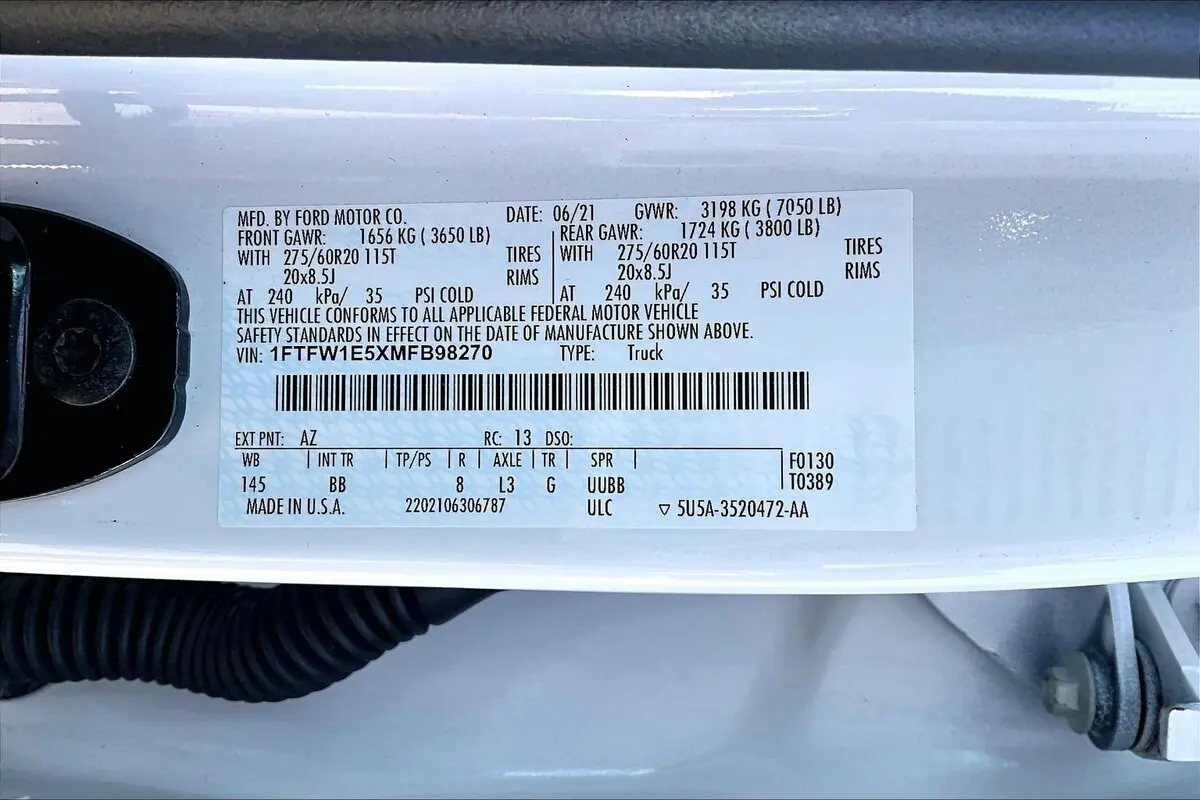 MFD. BY FORD MOTOR CO. DATE: 06/21 GVWR: 3198 KG ( 7050 LB)
FRONT GAWR: 1656 KG ( 3650 LB) REAR GAWR: 1724 KG ( 3800 LB)
WITH 275/60R20 115T TIRES WITH 275/60R20 115T TIRES
20x8.5J RIMS 20x8.5J RIMS
AT 240 kPa/ 35 PSI COLD AT 240 kPa/ 35 PSI COLD
THIS VEHICLE CONFORMS TO ALL APPLICABLE FEDERAL MOTOR VEHICLE
SAFETY STANDARDS IN EFFECT ON THE DATE OF MANUFACTURE SHOWN ABOVE.
VIN: 1FTFW1E5XMFB98270 TYPE: Truck
EXT PNT: AZ RC: 13 DSO:
WB | INT TR | TP/PS | R | AXLE | TR | SPR | F0130
145 BB 8 L3 G UUBB T0389
MADE IN U.S.A. 2202106306787 ULC ▽ 5U5A-3520472-AA